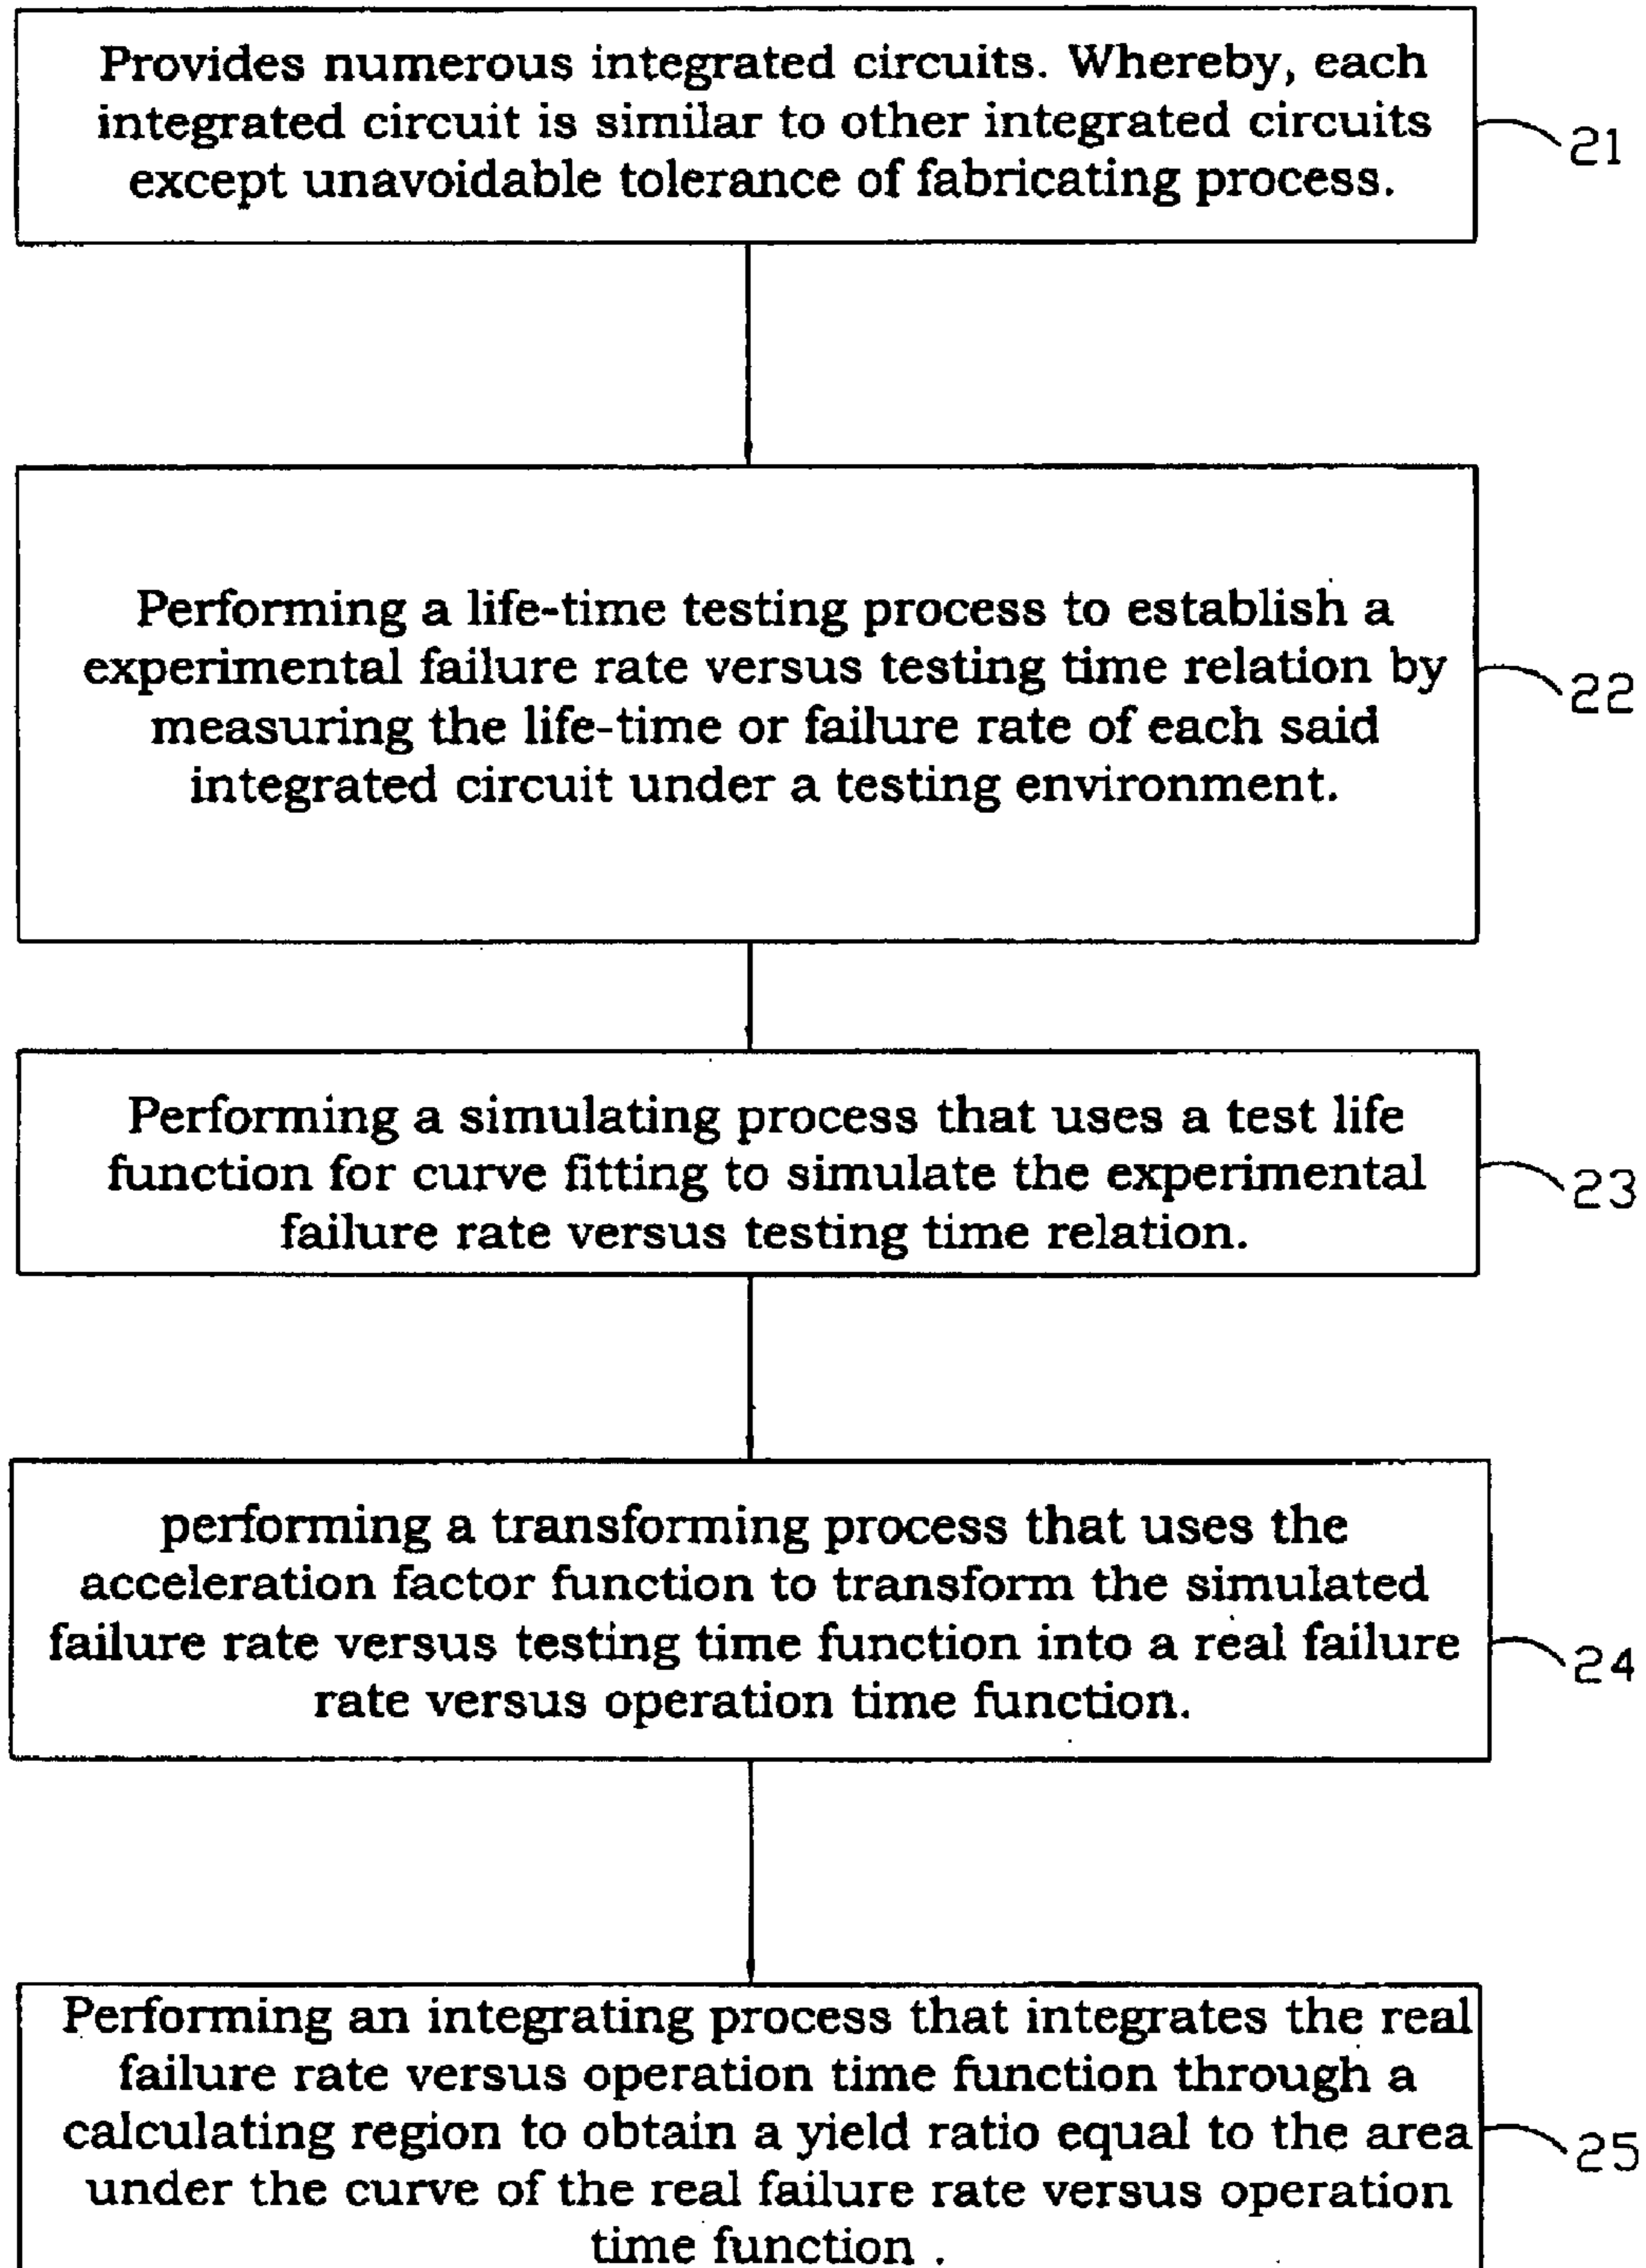 Provides numerous integrated circuits. Whereby, each
integrated circuit is similar to other integrated circuits
except unavoidable tolerance of fabricating process.
21
Performing a life-time testing process to establish a
experimental failure rate versus testing time relation by
measuring the life-time or failure rate of each said
integrated circuit under a testing environment.
22
Performing a simulating process that uses a test life
function for curve fitting to simulate the experimental
failure rate versus testing time relation.
23
performing a transforming process that uses the
acceleration factor function to transform the simulated
failure rate versus testing time function into a real failure
rate versus operation time function.
24
Performing an integrating process that integrates the real
failure rate versus operation time function through a
calculating region to obtain a yield ratio equal to the area
under the curve of the real failure rate versus operation
time function .
25